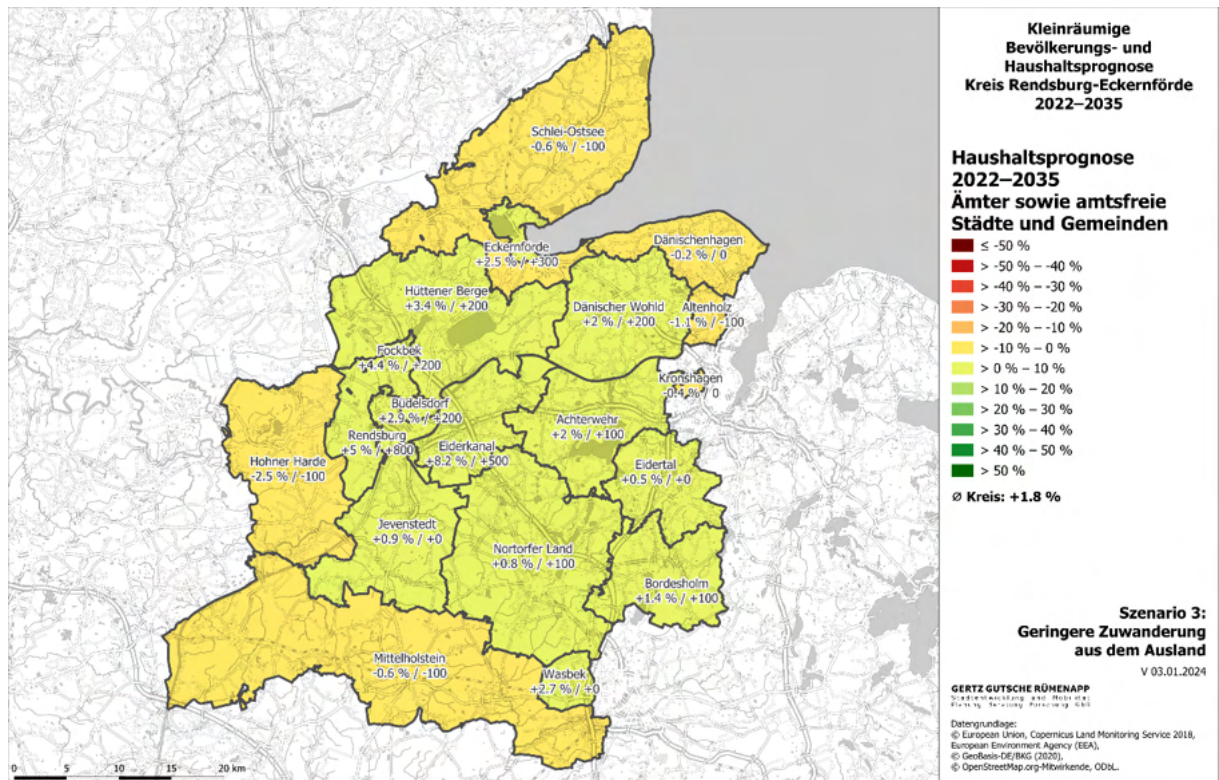 Kleinräumige
Bevölkerungs- und
Haushaltsprognose
Kreis Rendsburg-Eckernförde
2022–2035
Haushaltsprognose
2022–2035
Ämter sowie amtsfreie
Städte und Gemeinden
≤ -50 %
> -50 % – -40 %
> -40 % – -30 %
> -30 % – -20 %
> -20 % – -10 %
> -10 % – 0 %
> 0 % – 10 %
> 10 % – 20 %
> 20 % – 30 %
> 30 % – 40 %
> 40 % – 50 %
> 50 %
Ø Kreis: +1.8 %
Schlei-Ostsee
-0.6 % / -100
Eckernförde
+2.5 % / +300
Dänischenhagen
-0.2 % / 0
Hüttener Berge
+3.4 % / +200
Dänischer Wohld
+2 % / +200
Altenholz
-1.1 % / -100
Fockbek
+4.4 % / +200
Kronshagen
-0.4 % / 0
Büdelsdorf
+2.9 % / +200
Achterwehr
+2 % / +100
Rendsburg
+5 % / +800
Eiderkanal
+8.2 % / +500
Hohner Harde
-2.5 % / -100
Eidertal
+0.5 % / +0
Jevenstedt
+0.9 % / +0
Nortorfer Land
+0.8 % / +100
Bordesholm
+1.4 % / +100
Mittelholstein
-0.6 % / -100
Wasbek
+2.7 % / +0
0 5 10 15 20 km
Szenario 3:
Geringere Zuwanderung
aus dem Ausland
V 03.01.2024
GERTZ GUTSCHE RÜMENAPP
Stadtentwicklung und Mobilität
Planung Beratung Forschung GbR
Datengrundlage:
© European Union, Copernicus Land Monitoring Service 2018,
European Environment Agency (EEA),
© GeoBasis-DE/BKG (2020),
© OpenStreetMap.org-Mitwirkende, ODbL.